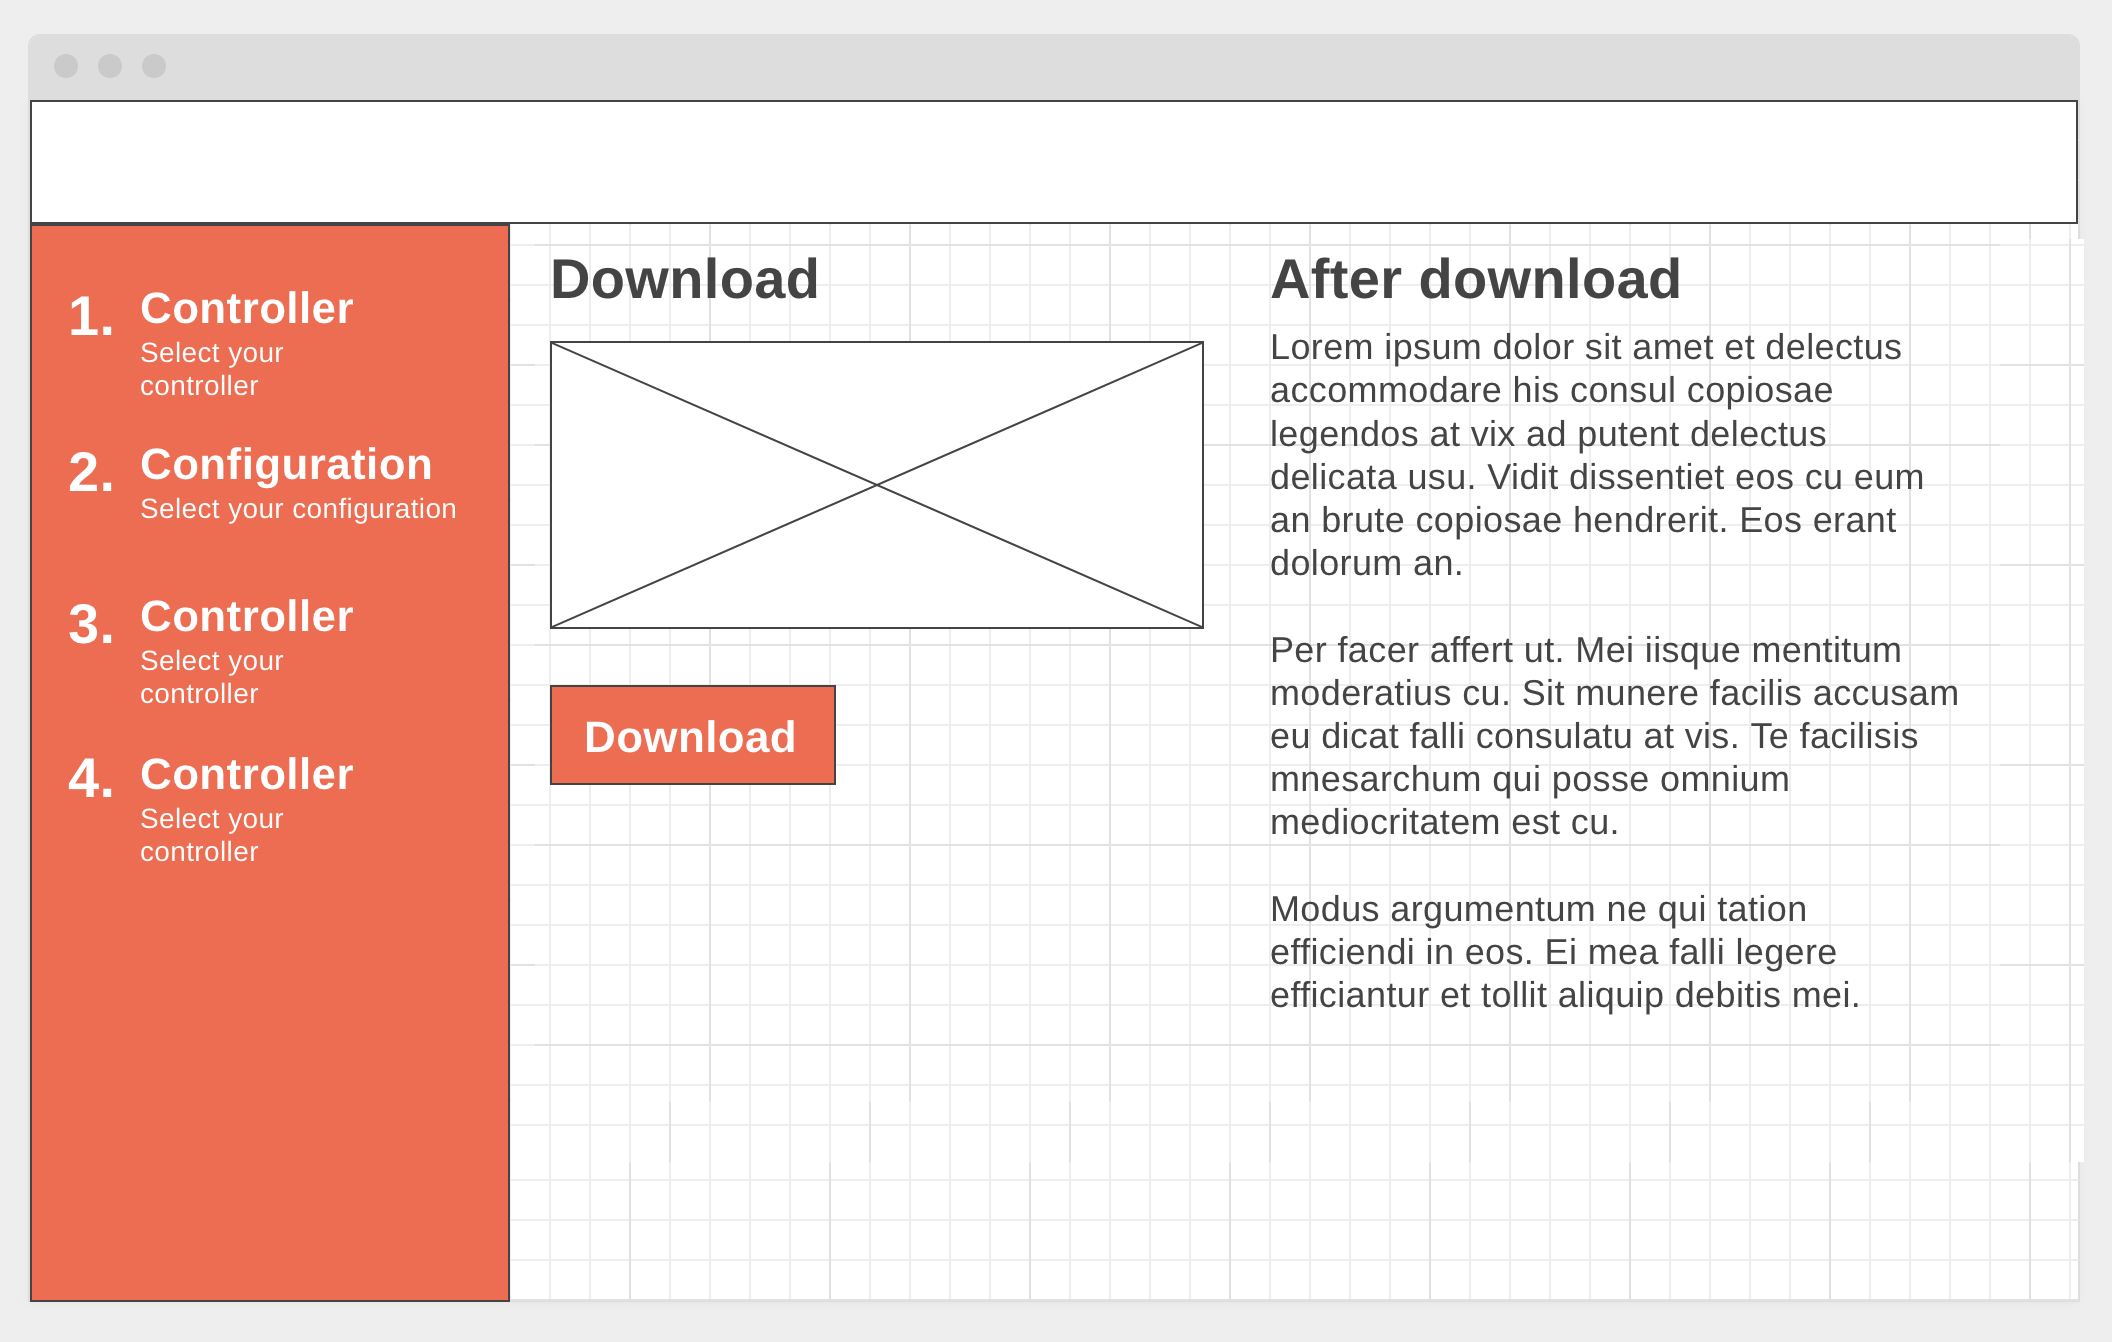 1. Controller
Select your
controller
2. Configuration
Select your configuration
3. Controller
Select your
controller
4. Controller
Select your
controller
Download
Download
After download
Lorem ipsum dolor sit amet et delectus
accommodare his consul copiosae
legendos at vix ad putent delectus
delicata usu. Vidit dissentiet eos cu eum
an brute copiosae hendrerit. Eos erant
dolorum an.
Per facer affert ut. Mei iisque mentitum
moderatius cu. Sit munere facilis accusam
eu dicat falli consulatu at vis. Te facilisis
mnesarchum qui posse omnium
mediocritatem est cu.
Modus argumentum ne qui tation
efficiendi in eos. Ei mea falli legere
efficiantur et tollit aliquip debitis mei.